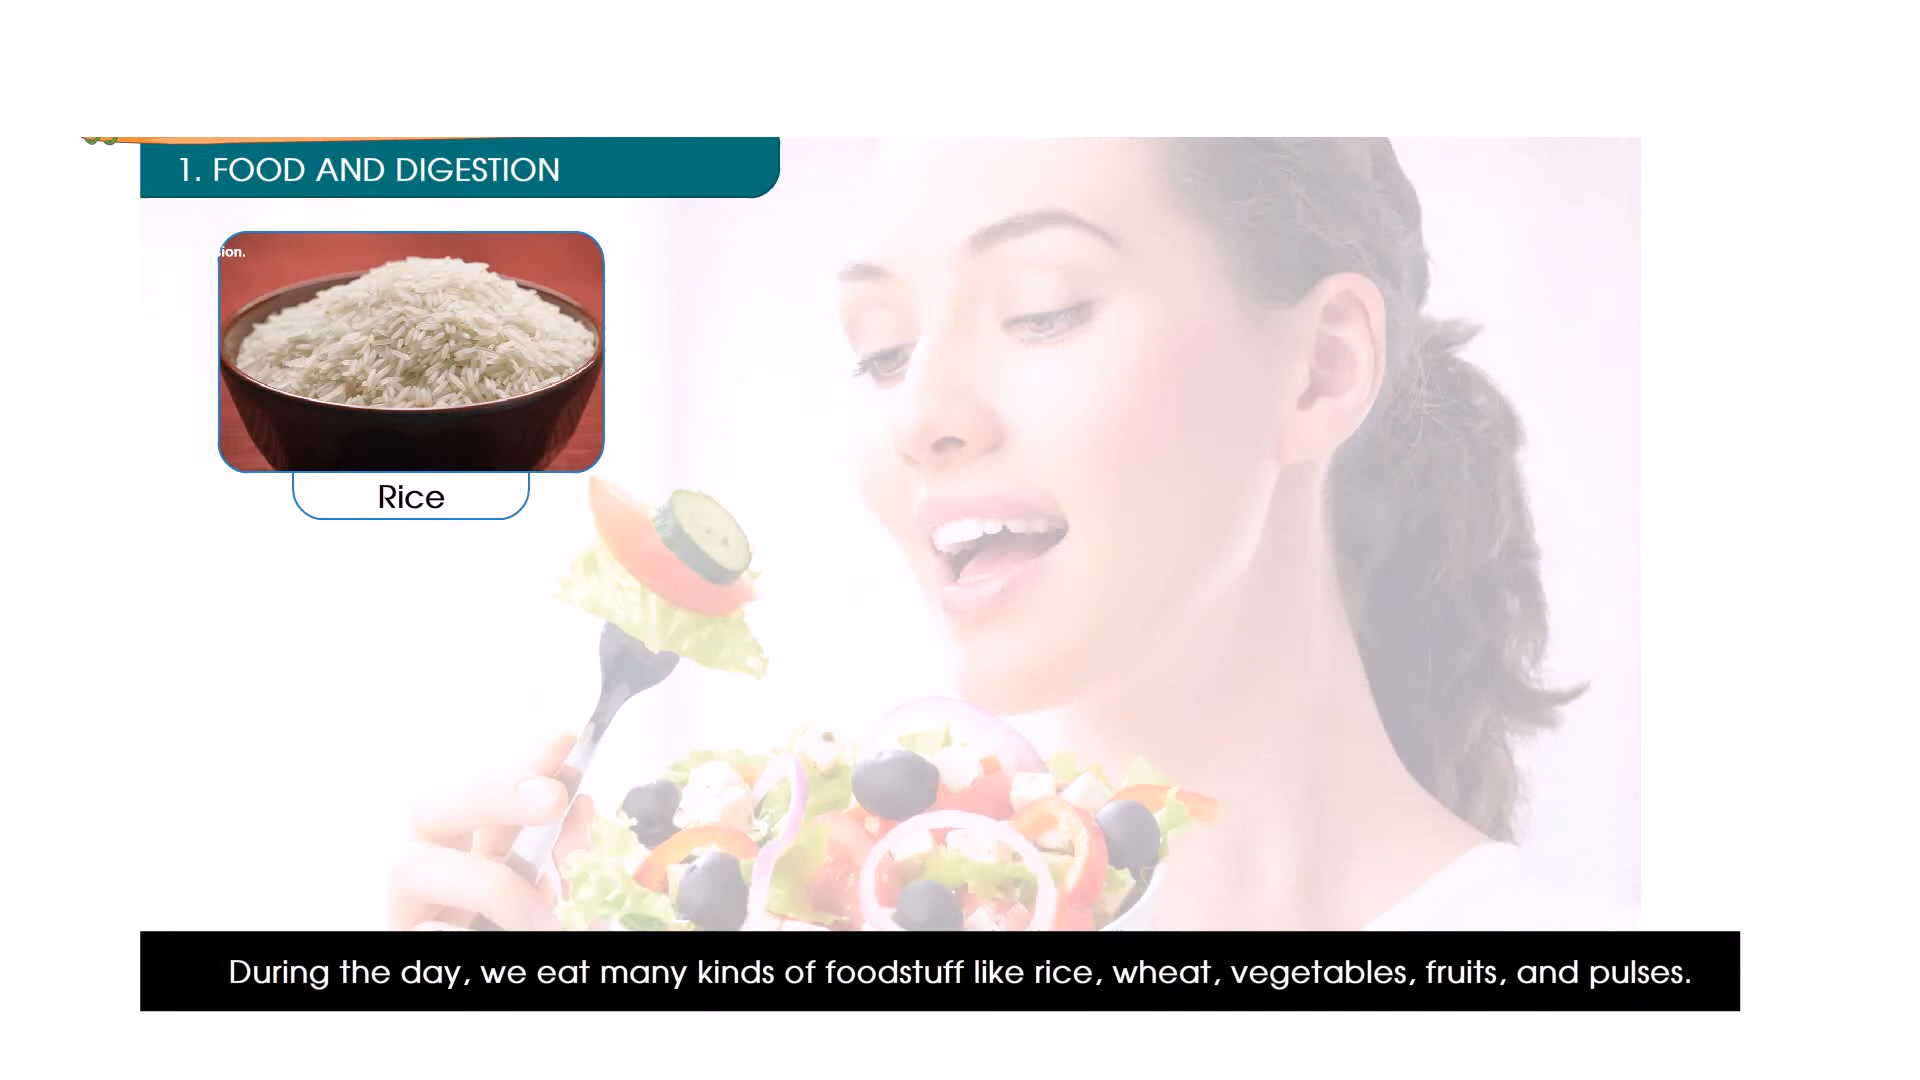 1. FOOD AND DIGESTION
ion.
Rice
During the day, we eat many kinds of foodstuff like rice, wheat, vegetables, fruits, and pulses.